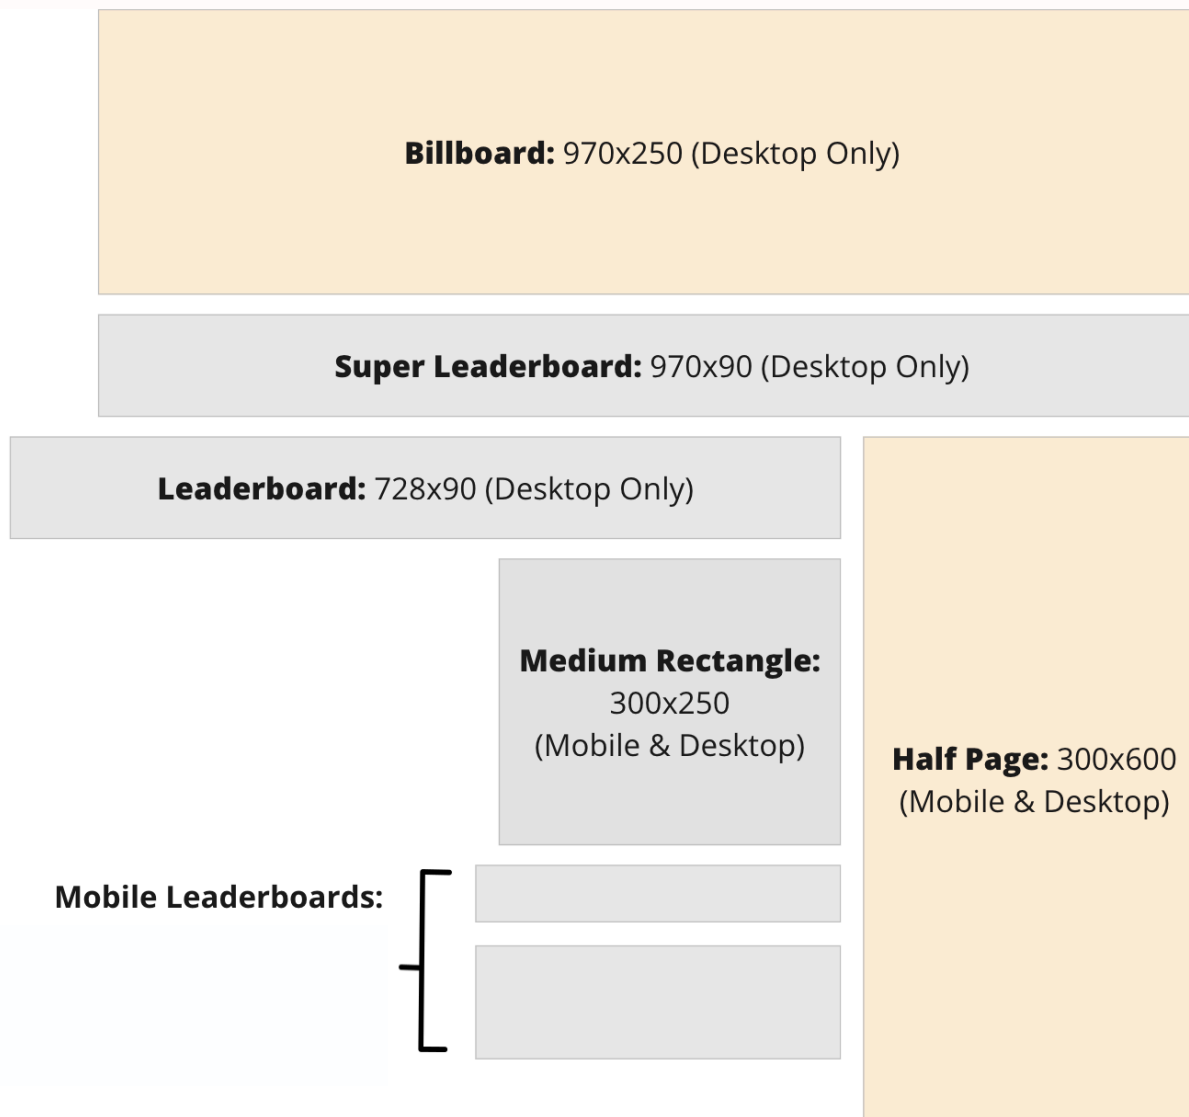 Billboard: 970x250 (Desktop Only)
Super Leaderboard: 970x90 (Desktop Only)
Leaderboard: 728x90 (Desktop Only)
Medium Rectangle:
300x250
(Mobile & Desktop)
Half Page: 300x600
(Mobile & Desktop)
Mobile Leaderboards: